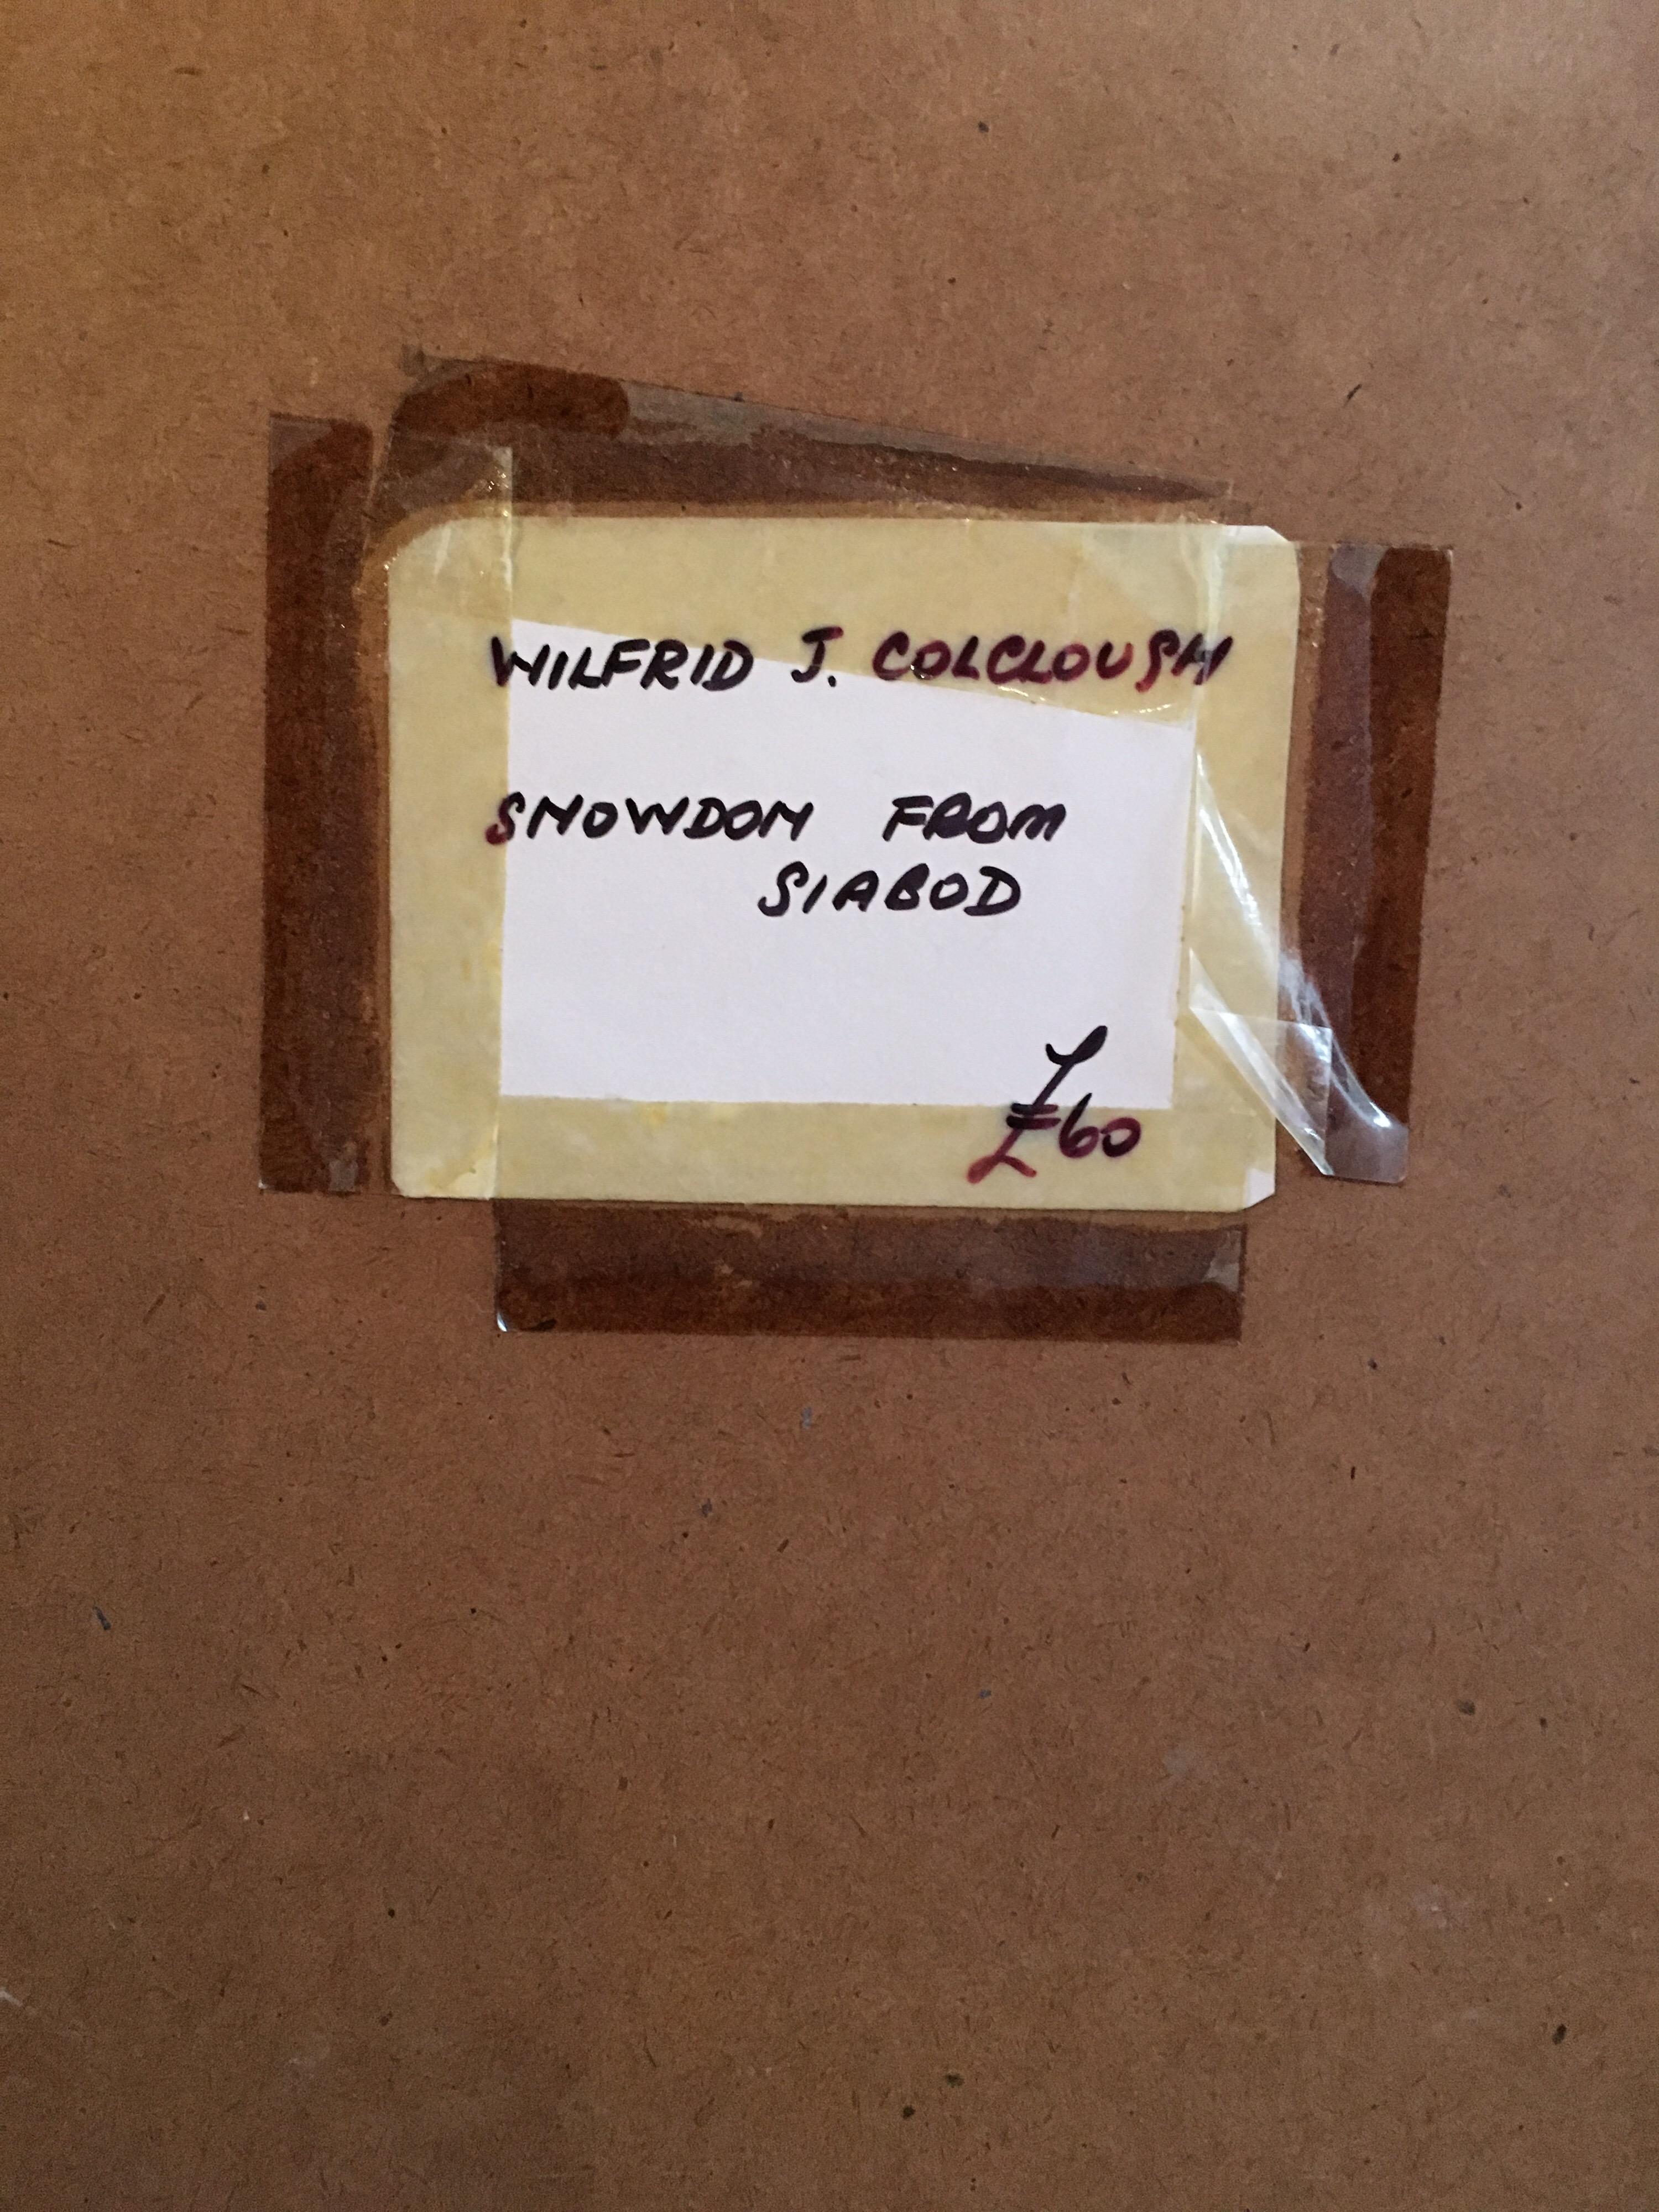 WILFRID J. COLCLOUGH
SNOWDON FROM
SIABOD
£60